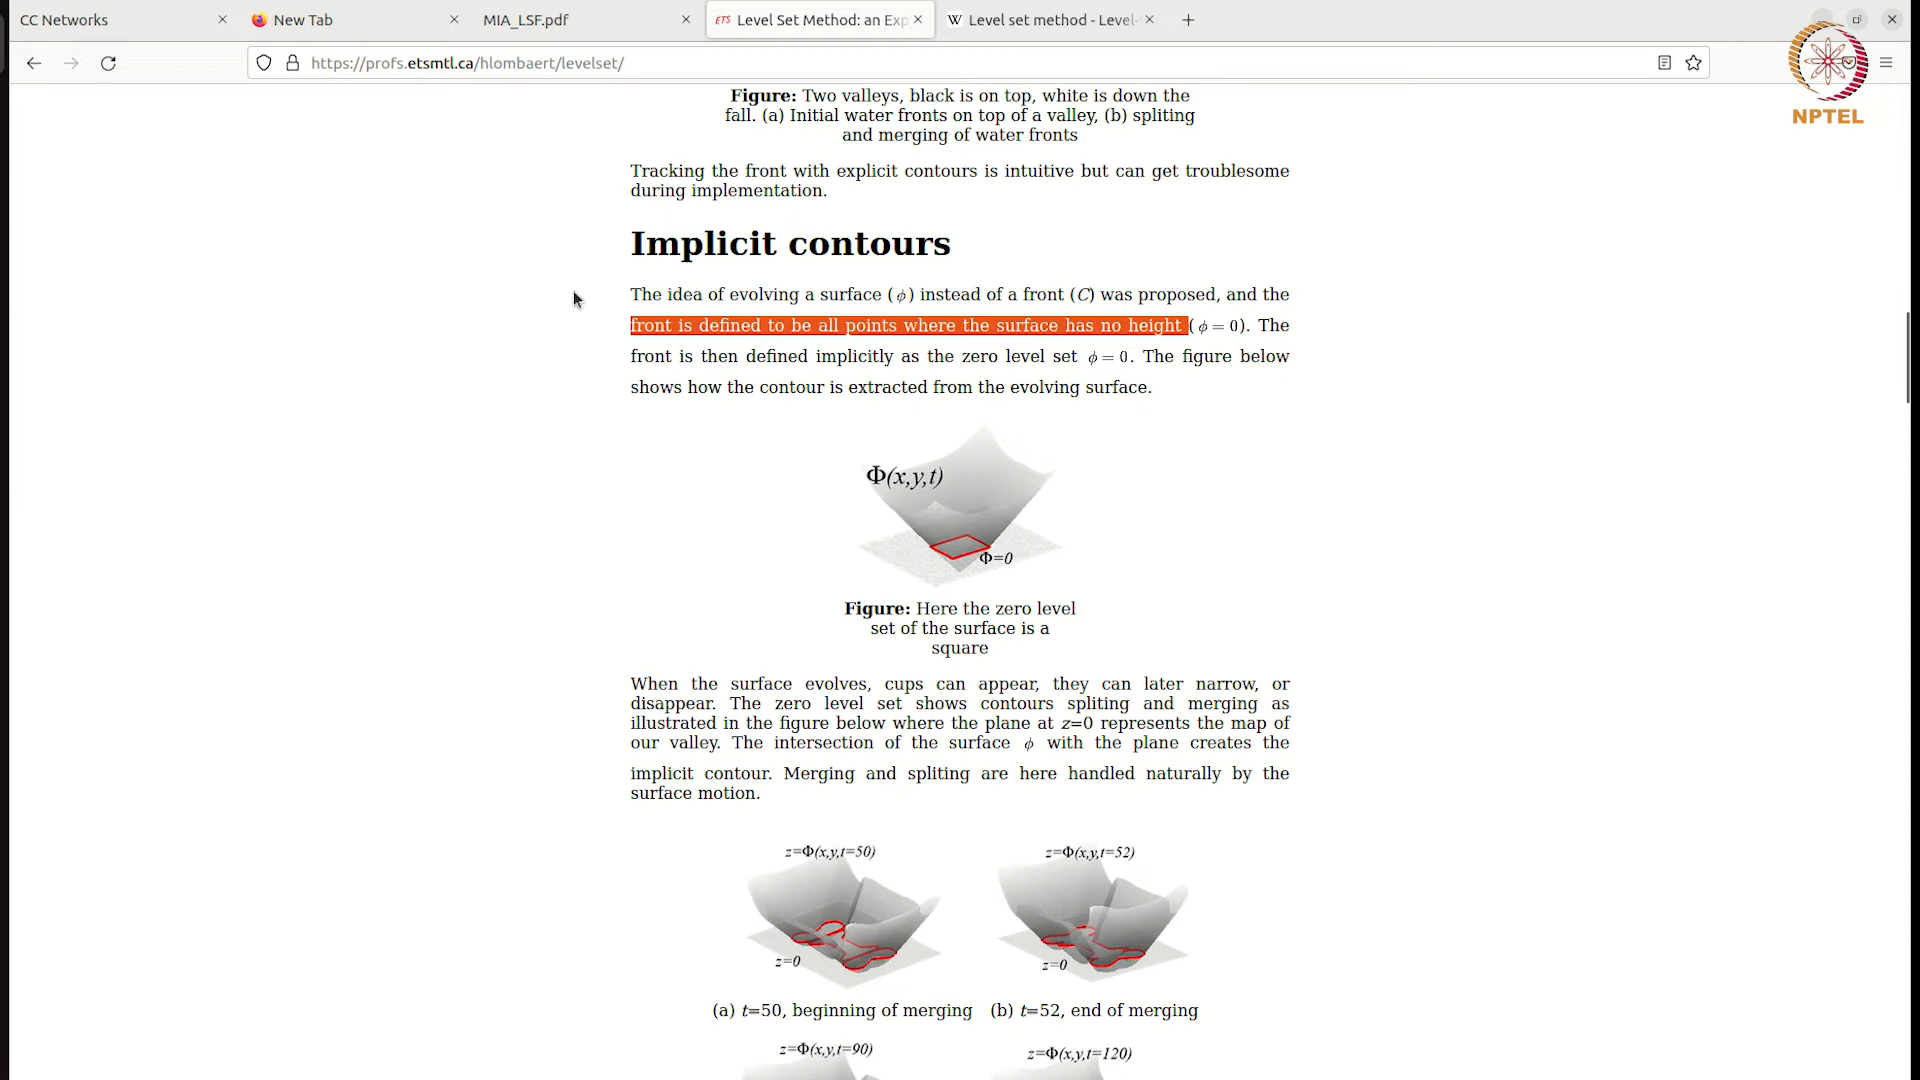 CC Networks
New Tab
MIA_LSF.pdf
ETS Level Set Method: an Exp
W Level set method - Level-
https://profs.etsmtl.ca/hlombaert/levelset/
NPTEL
Figure: Two valleys, black is on top, white is down the
fall. (a) Initial water fronts on top of a valley, (b) spliting
and merging of water fronts
Tracking the front with explicit contours is intuitive but can get troublesome
during implementation.
Implicit contours
The idea of evolving a surface (ϕ) instead of a front (C) was proposed, and the
front is defined to be all points where the surface has no height (ϕ = 0). The
front is then defined implicitly as the zero level set ϕ = 0. The figure below
shows how the contour is extracted from the evolving surface.
Φ(x,y,t)
Φ=0
Figure: Here the zero level
set of the surface is a
square
When the surface evolves, cups can appear, they can later narrow, or
disappear. The zero level set shows contours spliting and merging as
illustrated in the figure below where the plane at z=0 represents the map of
our valley. The intersection of the surface ϕ with the plane creates the
implicit contour. Merging and spliting are here handled naturally by the
surface motion.
z=Φ(x,y,t=50)
z=Φ(x,y,t=52)
z=0
z=0
(a) t=50, beginning of merging
(b) t=52, end of merging
z=Φ(x,y,t=90)
z=Φ(x,y,t=120)